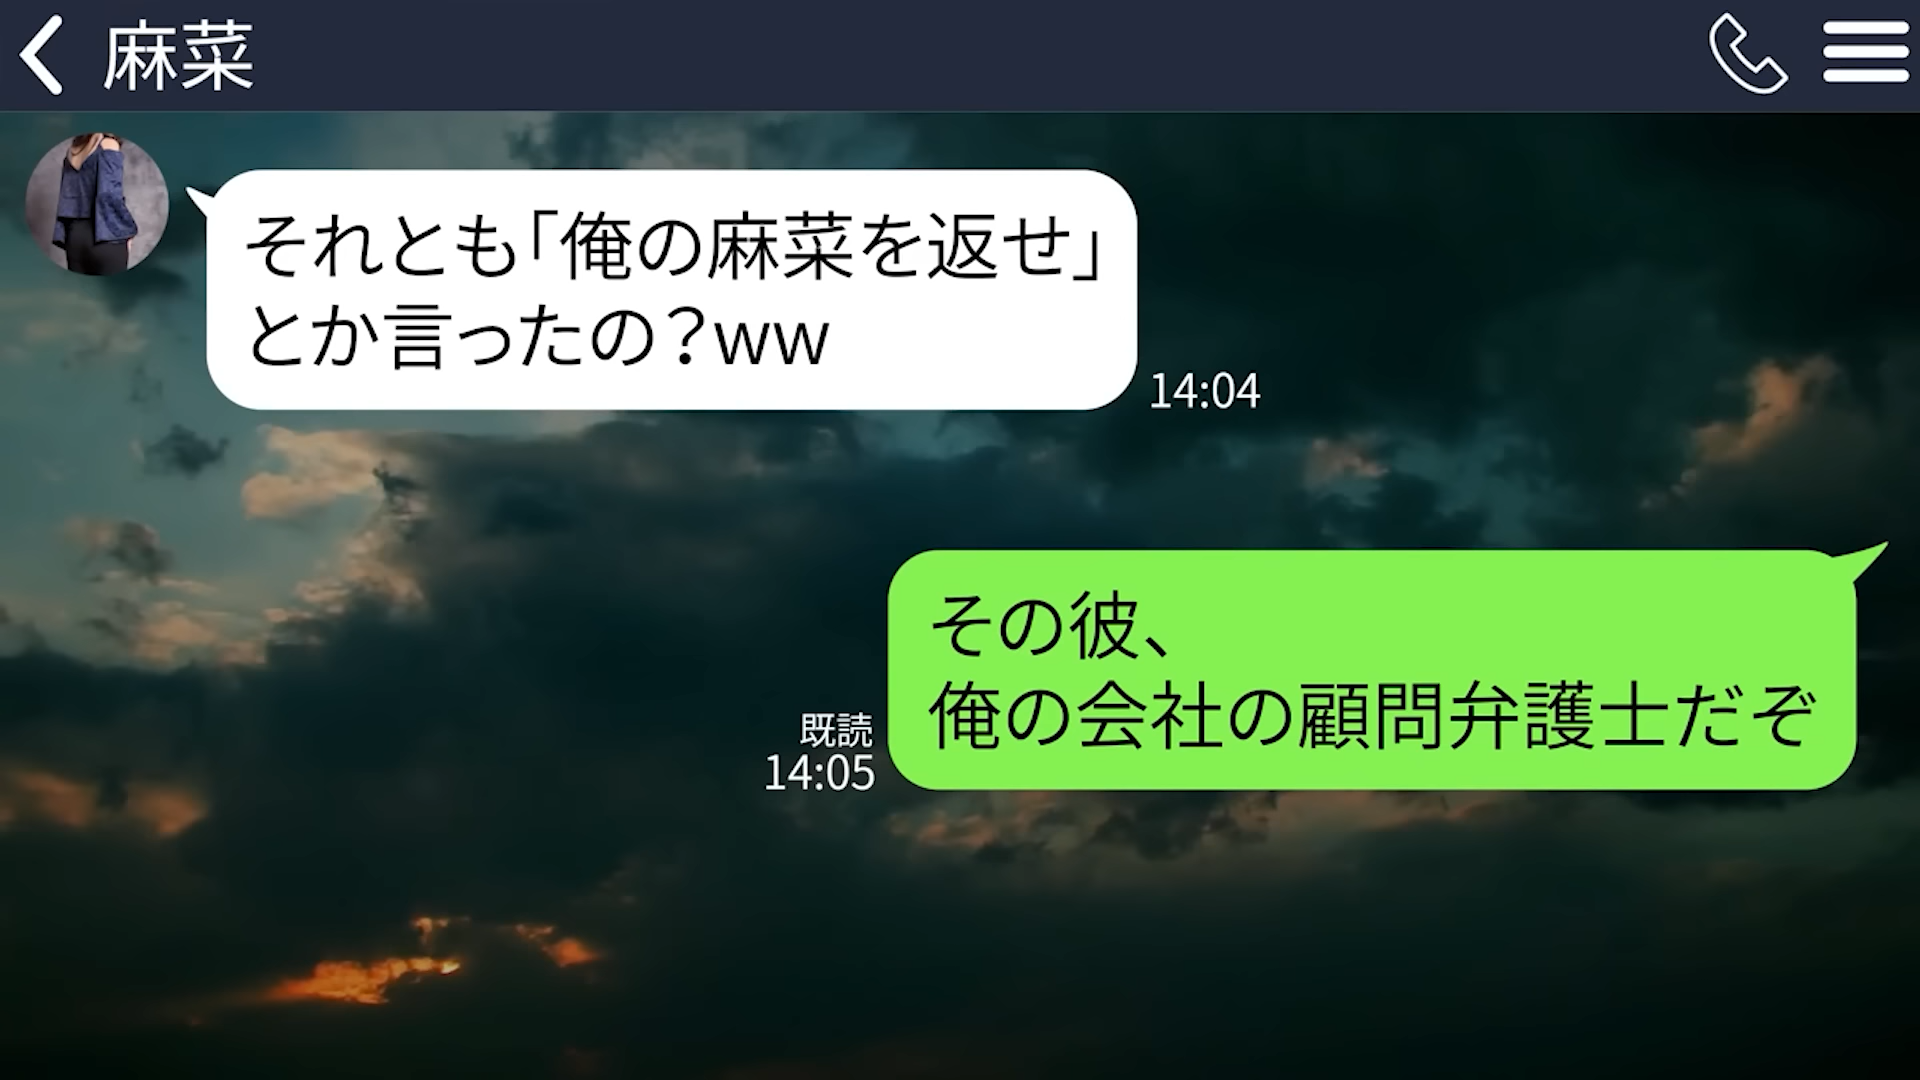 麻菜
それとも「俺の麻菜を返せ」
とか言ったの？ww
14:04
その彼、
俺の会社の顧問弁護士だぞ
既読
14:05